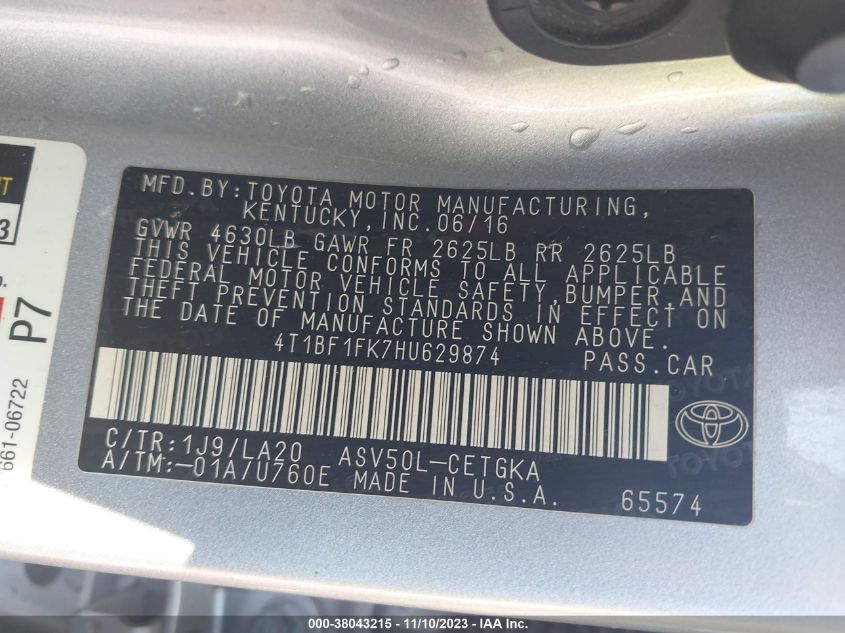 MFD. BY: TOYOTA MOTOR MANUFACTURING,
KENTUCKY, INC. 06/16
GVWR 4630LB GAWR FR 2625LB RR 2625LB
THIS VEHICLE CONFORMS TO ALL APPLICABLE
FEDERAL MOTOR VEHICLE SAFETY, BUMPER, AND
THEFT PREVENTION STANDARDS IN EFFECT ON
THE DATE OF MANUFACTURE SHOWN ABOVE.
4T1BF1FK7HU629874 PASS. CAR
C/TR: 1J9/LA20 ASV50L-CETGKA
A/TM: -01A/U760E MADE IN U.S.A. 65574
P7
661-06722
000 - 38043215 - 11/10/2023 - IAA Inc.